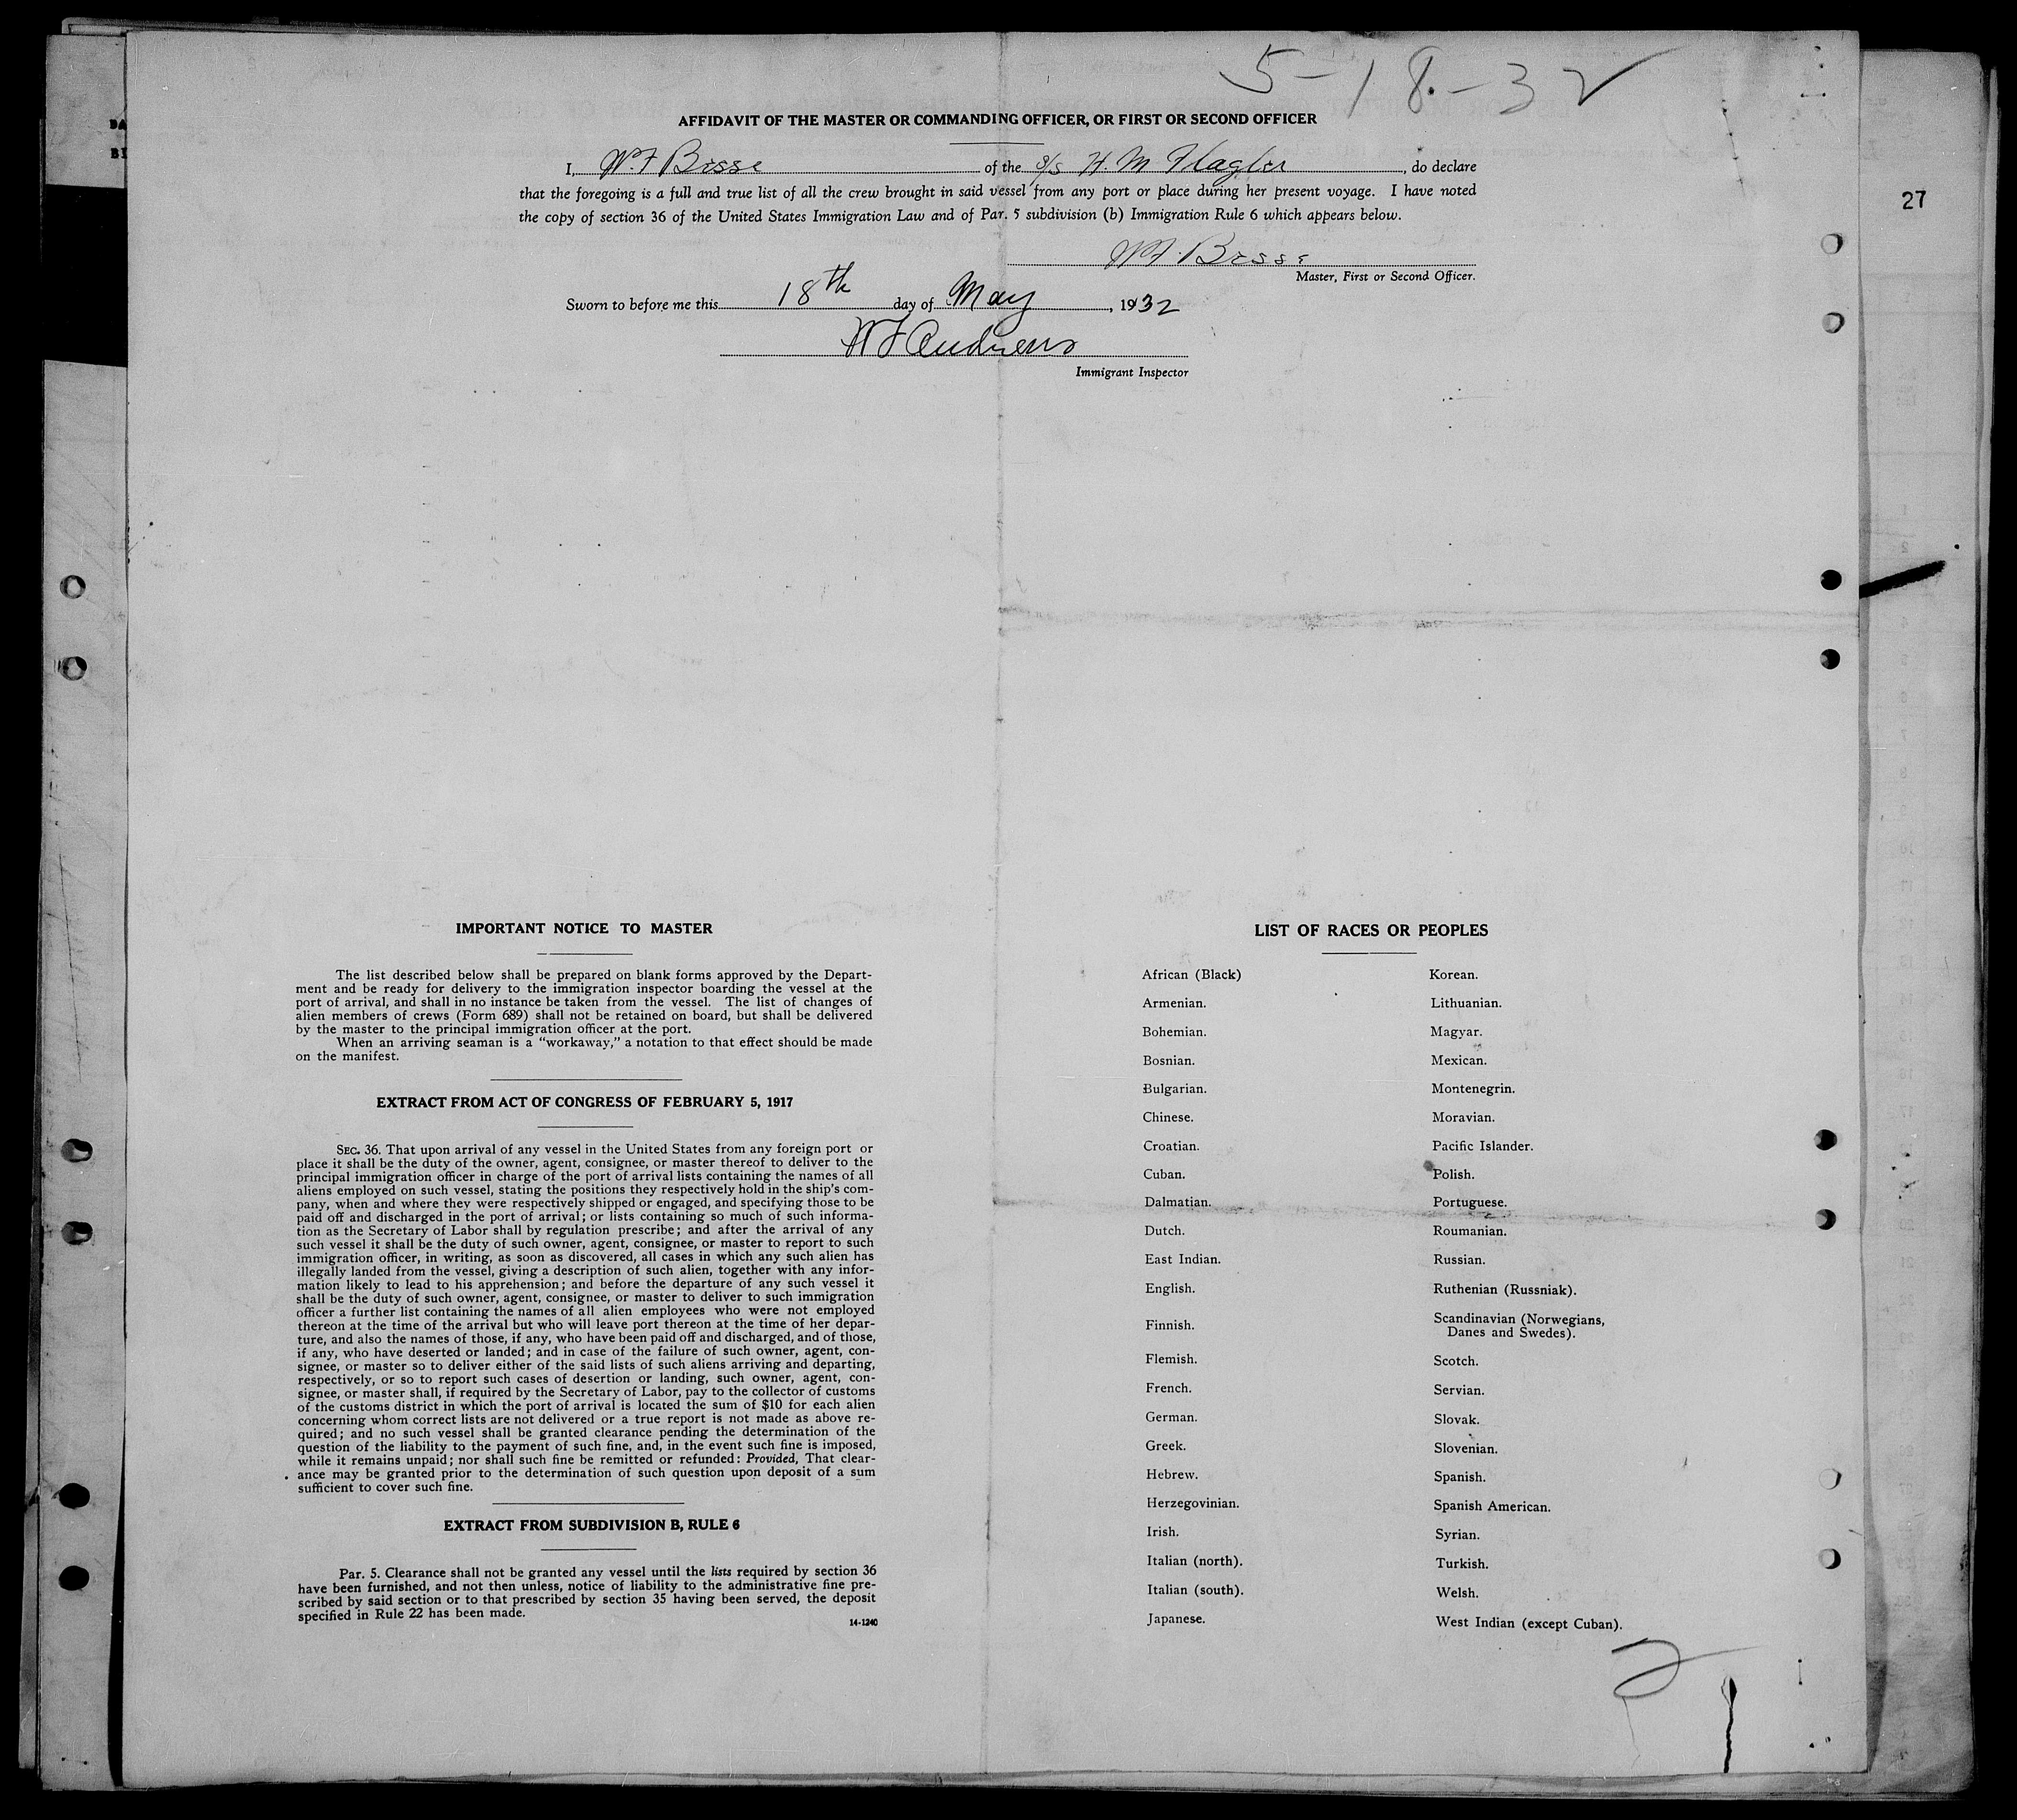 5-18-32
AFFIDAVIT OF THE MASTER OR COMMANDING OFFICER, OR FIRST OR SECOND OFFICER
I, W. F. Besse of the s/s H. M. Flagler, do declare
that the foregoing is a full and true list of all the crew brought in said vessel from any port or place during her present voyage. I have noted
the copy of section 36 of the United States Immigration Law and of Par. 5 subdivision (b) Immigration Rule 6 which appears below.
W. F. Besse
Master, First or Second Officer.
Sworn to before me this 18th day of May, 1932
W F Andrews
Immigrant Inspector
27
IMPORTANT NOTICE TO MASTER
The list described below shall be prepared on blank forms approved by the Depart-
ment and be ready for delivery to the immigration inspector boarding the vessel at the
port of arrival, and shall in no instance be taken from the vessel. The list of changes of
alien members of crews (Form 689) shall not be retained on board, but shall be delivered
by the master to the principal immigration officer at the port.
When an arriving seaman is a "workaway," a notation to that effect should be made
on the manifest.
EXTRACT FROM ACT OF CONGRESS OF FEBRUARY 5, 1917
SEC. 36. That upon arrival of any vessel in the United States from any foreign port or
place it shall be the duty of the owner, agent, consignee, or master thereof to deliver to the
principal immigration officer in charge of the port of arrival lists containing the names of all
aliens employed on such vessel, stating the positions they respectively hold in the ship's com-
pany, when and where they were respectively shipped or engaged, and specifying those to be
paid off and discharged in the port of arrival; or lists containing so much of such informa-
tion as the Secretary of Labor shall by regulation prescribe; and after the arrival of any
such vessel it shall be the duty of such owner, agent, consignee, or master to report to such
immigration officer, in writing, as soon as discovered, all cases in which any such alien has
illegally landed from the vessel, giving a description of such alien, together with any infor-
mation likely to lead to his apprehension; and before the departure of any such vessel it
shall be the duty of such owner, agent, consignee, or master to deliver to such immigration
officer a further list containing the names of all alien employees who were not employed
thereon at the time of the arrival but who will leave port thereon at the time of her depar-
ture, and also the names of those, if any, who have been paid off and discharged, and of those,
if any, who have deserted or landed; and in case of the failure of such owner, agent, con-
signee, or master so to deliver either of the said lists of such aliens arriving and departing,
respectively, or so to report such cases of desertion or landing, such owner, agent, con-
signee, or master shall, if required by the Secretary of Labor, pay to the collector of customs
of the customs district in which the port of arrival is located the sum of $10 for each alien
concerning whom correct lists are not delivered or a true report is not made as above re-
quired; and no such vessel shall be granted clearance pending the determination of the
question of the liability to the payment of such fine, and, in the event such fine is imposed,
while it remains unpaid; nor shall such fine be remitted or refunded: Provided, That clear-
ance may be granted prior to the determination of such question upon deposit of a sum
sufficient to cover such fine.
EXTRACT FROM SUBDIVISION B, RULE 6
Par. 5. Clearance shall not be granted any vessel until the lists required by section 36
have been furnished, and not then unless, notice of liability to the administrative fine pre-
scribed by said section or to that prescribed by section 35 having been served, the deposit
specified in Rule 22 has been made.
14-1240
LIST OF RACES OR PEOPLES
African (Black)
Armenian.
Bohemian.
Bosnian.
Bulgarian.
Chinese.
Croatian.
Cuban.
Dalmatian.
Dutch.
East Indian.
English.
Finnish.
Flemish.
French.
German.
Greek.
Hebrew.
Herzegovinian.
Irish.
Italian (north).
Italian (south).
Japanese.
Korean.
Lithuanian.
Magyar.
Mexican.
Montenegrin.
Moravian.
Pacific Islander.
Polish.
Portuguese.
Roumanian.
Russian.
Ruthenian (Russniak).
Scandinavian (Norwegians,
Danes and Swedes).
Scotch.
Servian.
Slovak.
Slovenian.
Spanish.
Spanish American.
Syrian.
Turkish.
Welsh.
West Indian (except Cuban).